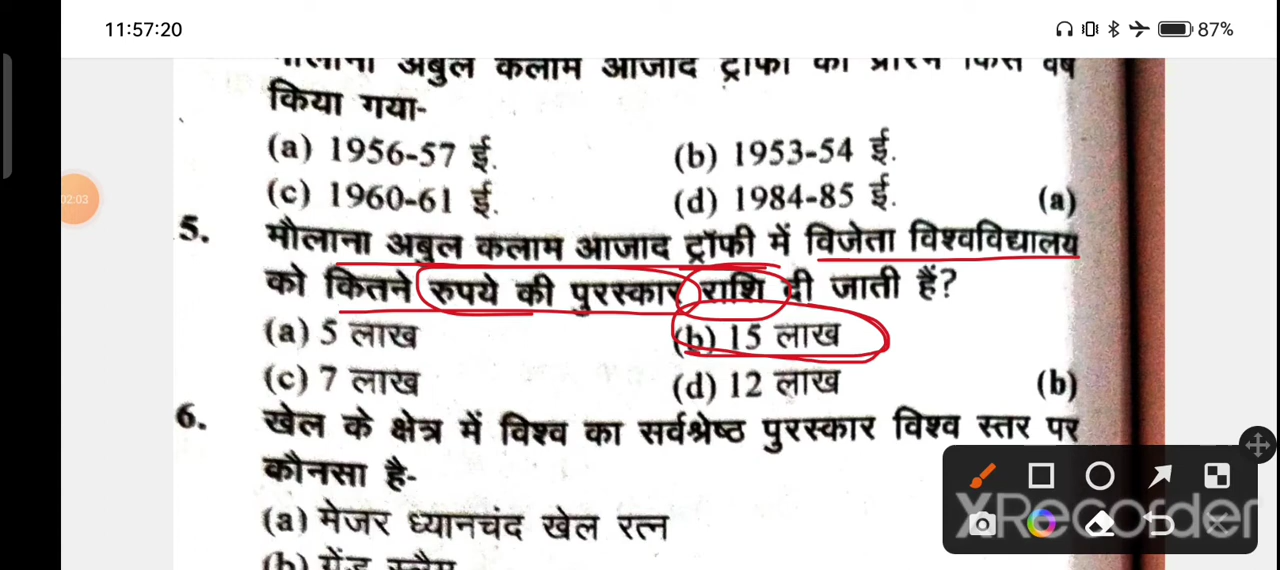 11:57:20
87%
मौलाना अबुल कलाम आजाद ट्रॉफी का प्रारंभ किस वर्ष
किया गया-
(a) 1956-57 ई. (b) 1953-54 ई.
(c) 1960-61 ई. (d) 1984-85 ई. (a)
02:03
5. मौलाना अबुल कलाम आजाद ट्रॉफी में विजेता विश्वविद्यालय
को कितने रुपये की पुरस्कार राशि दी जाती हैं?
(a) 5 लाख (b) 15 लाख
(c) 7 लाख (d) 12 लाख (b)
6. खेल के क्षेत्र में विश्व का सर्वश्रेष्ठ पुरस्कार विश्व स्तर पर
कौनसा है-
(a) मेजर ध्यानचंद खेल रत्न
(b) ग्रेंड स्लैम
XRecorder